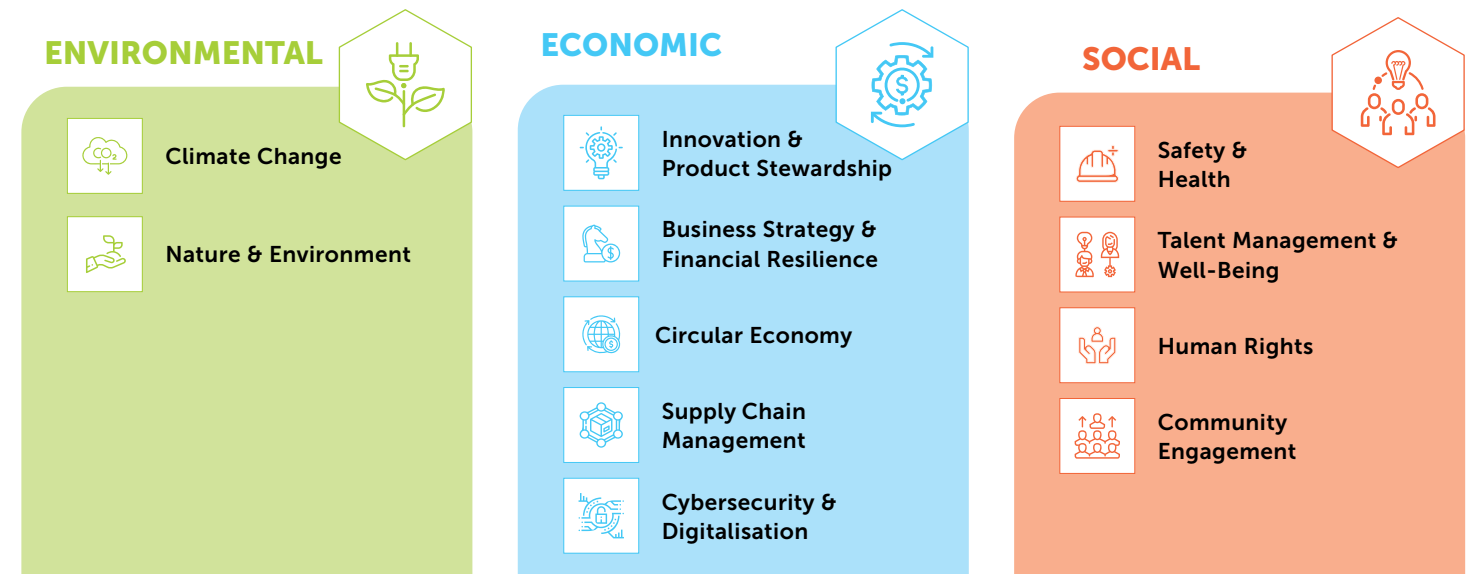 ENVIRONMENTAL
Climate Change
CO₂
Nature & Environment
ECONOMIC
$
Innovation &
Product Stewardship
Business Strategy &
Financial Resilience
$
Circular Economy
$
Supply Chain
Management
Cybersecurity &
Digitalisation
SOCIAL
Safety &
Health
Talent Management &
Well-Being
Human Rights
Community
Engagement